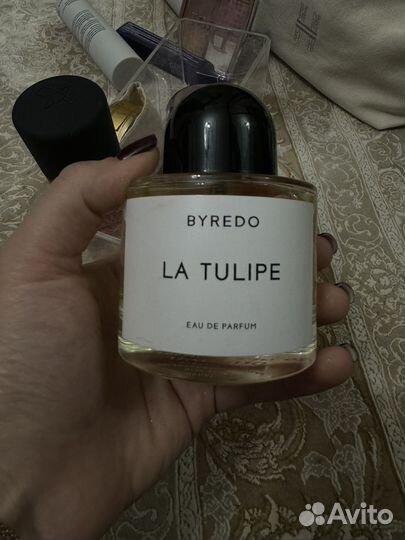 BYREDO
LA TULIPE
EAU DE PARFUM
Avito